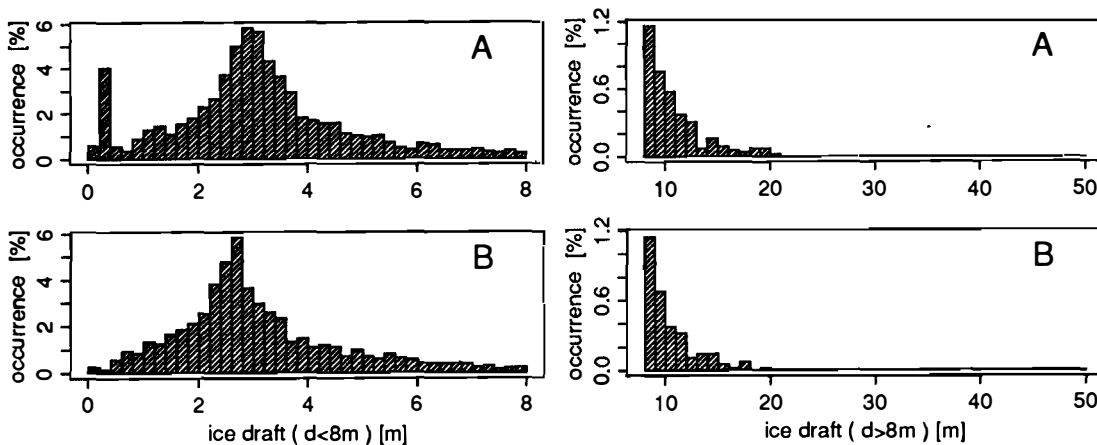 occurrence [%]
0 2 4 6
A
0 2 4 6 8
occurrence [%]
0.0 0.6 1.2
A
10 20 30 40 50
occurrence [%]
0 2 4 6
B
0 2 4 6 8
ice draft ( d<8m ) [m]
occurrence [%]
0.0 0.6 1.2
B
10 20 30 40 50
ice draft ( d>8m ) [m]